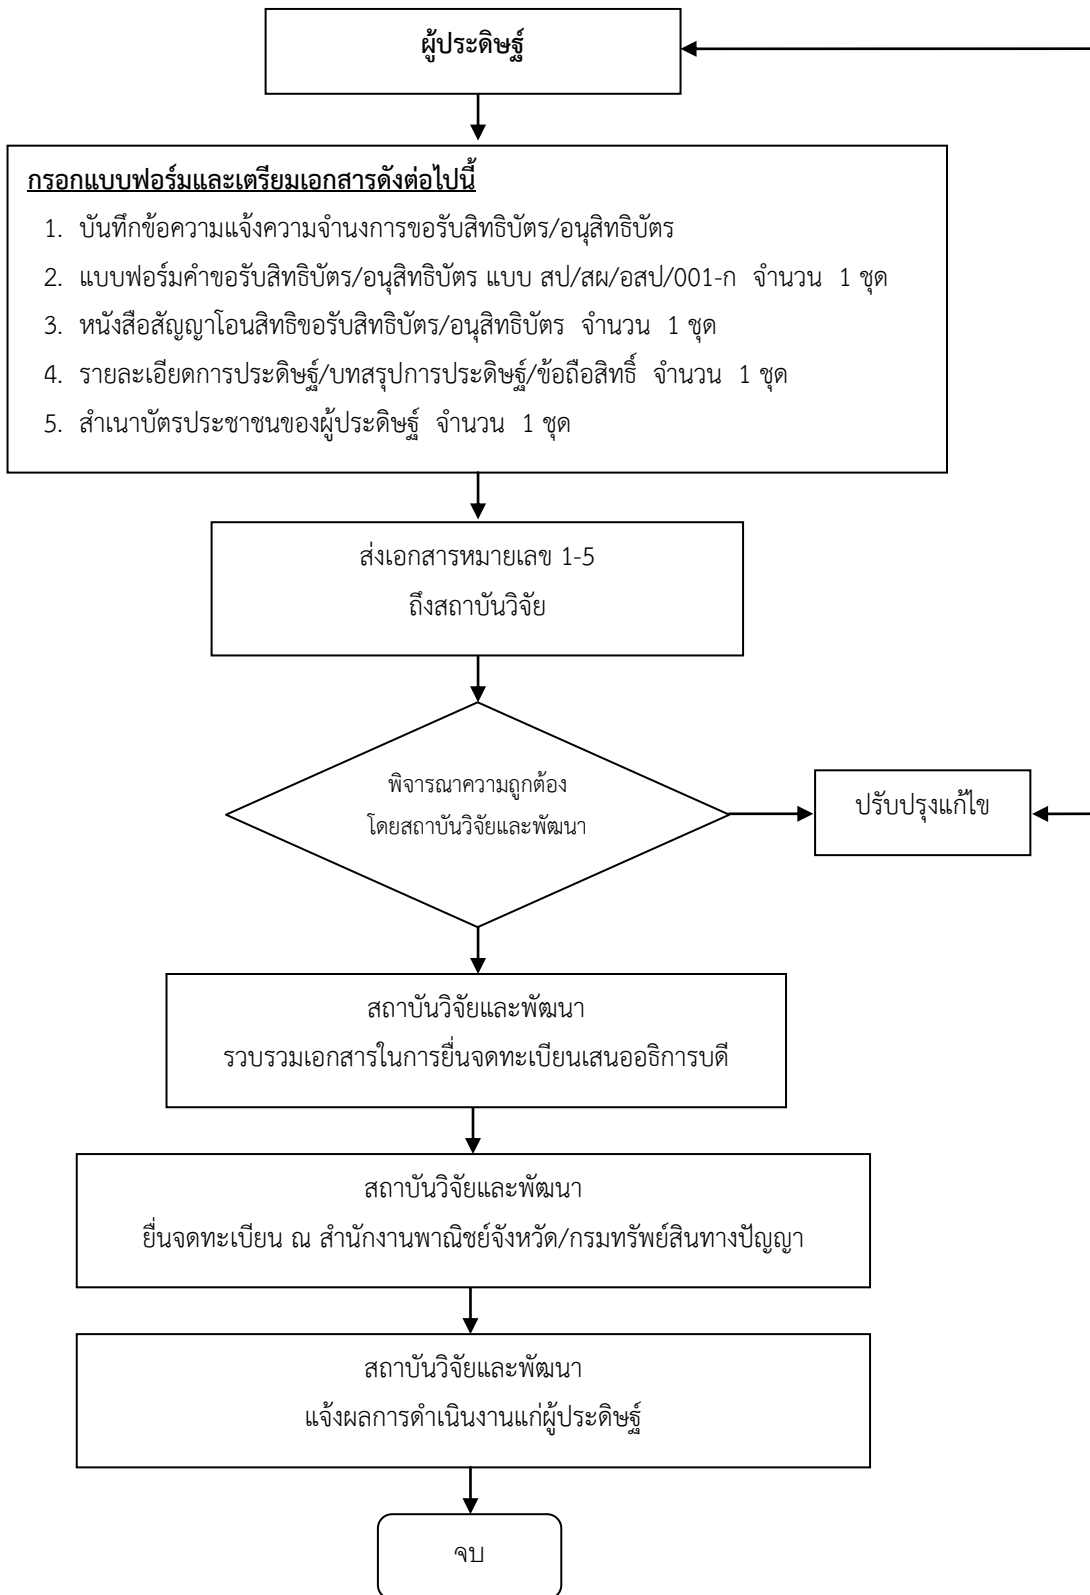 ผู้ประดิษฐ์
กรอกแบบฟอร์มและเตรียมเอกสารดังต่อไปนี้
1. บันทึกข้อความแจ้งความจำนงการขอรับสิทธิบัตร/อนุสิทธิบัตร
2. แบบฟอร์มคำขอรับสิทธิบัตร/อนุสิทธิบัตร แบบ สป/สผ/อสป/001-ก จำนวน 1 ชุด
3. หนังสือสัญญาโอนสิทธิขอรับสิทธิบัตร/อนุสิทธิบัตร จำนวน 1 ชุด
4. รายละเอียดการประดิษฐ์/บทสรุปการประดิษฐ์/ข้อถือสิทธิ์ จำนวน 1 ชุด
5. สำเนาบัตรประชาชนของผู้ประดิษฐ์ จำนวน 1 ชุด
ส่งเอกสารหมายเลข 1-5
ถึงสถาบันวิจัย
พิจารณาความถูกต้อง
โดยสถาบันวิจัยและพัฒนา
ปรับปรุงแก้ไข
สถาบันวิจัยและพัฒนา
รวบรวมเอกสารในการยื่นจดทะเบียนเสนออธิการบดี
สถาบันวิจัยและพัฒนา
ยื่นจดทะเบียน ณ สำนักงานพาณิชย์จังหวัด/กรมทรัพย์สินทางปัญญา
สถาบันวิจัยและพัฒนา
แจ้งผลการดำเนินงานแก่ผู้ประดิษฐ์
จบ